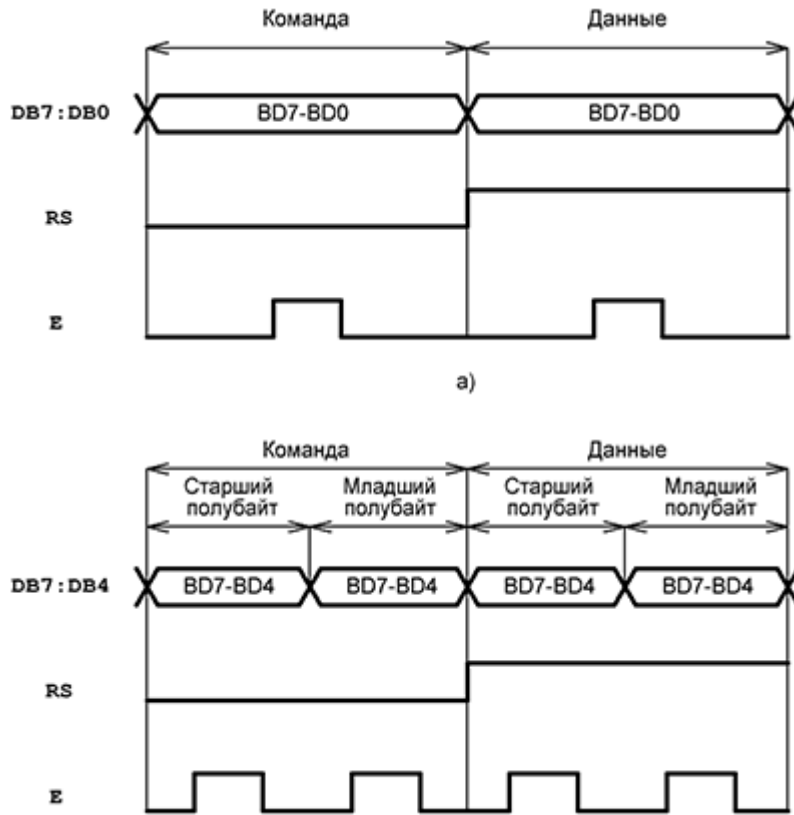 Команда Данные
DB7:DB0 BD7-BD0 BD7-BD0
RS
E
а)
Команда Данные
Старший полубайт Младший полубайт Старший полубайт Младший полубайт
DB7:DB4 BD7-BD4 BD7-BD4 BD7-BD4 BD7-BD4
RS
E